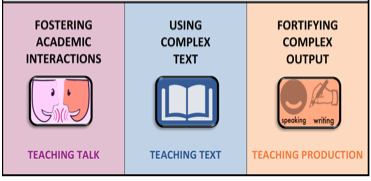 FOSTERING
ACADEMIC
INTERACTIONS
TEACHING TALK
USING
COMPLEX
TEXT
TEACHING TEXT
FORTIFYING
COMPLEX
OUTPUT
speaking writing
TEACHING PRODUCTION